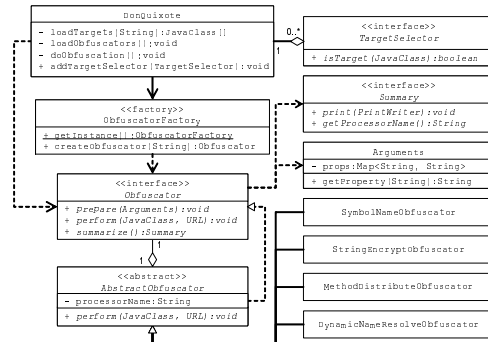 DonQuixote
- loadTargets|String|:JavaClass||
- loadObfuscators||:void
- doObfuscation||:void
+ addTargetSelector|TargetSelector|:void
0..*
1
<<interface>>
TargetSelector
+ isTarget(JavaClass):boolean
<<factory>>
ObfuscatorFactory
+ getInstance||:ObfuscatorFactory
+ createObfuscator|String|:Obfuscator
<<interface>>
Summary
+ print(PrintWriter):void
+ getProcessorName():String
Arguments
- props:Map<String, String>
+ getProperty|String|:String
<<interface>>
Obfuscator
+ prepare(Arguments):void
+ perform(JavaClass, URL):void
+ summarize():Summary
1
1
<<abstract>>
AbstractObfuscator
- processorName:String
+ perform(JavaClass, URL):void
SymbolNameObfuscator
StringEncryptObfuscator
MethodDistributeObfuscator
DynamicNameResolveObfuscator